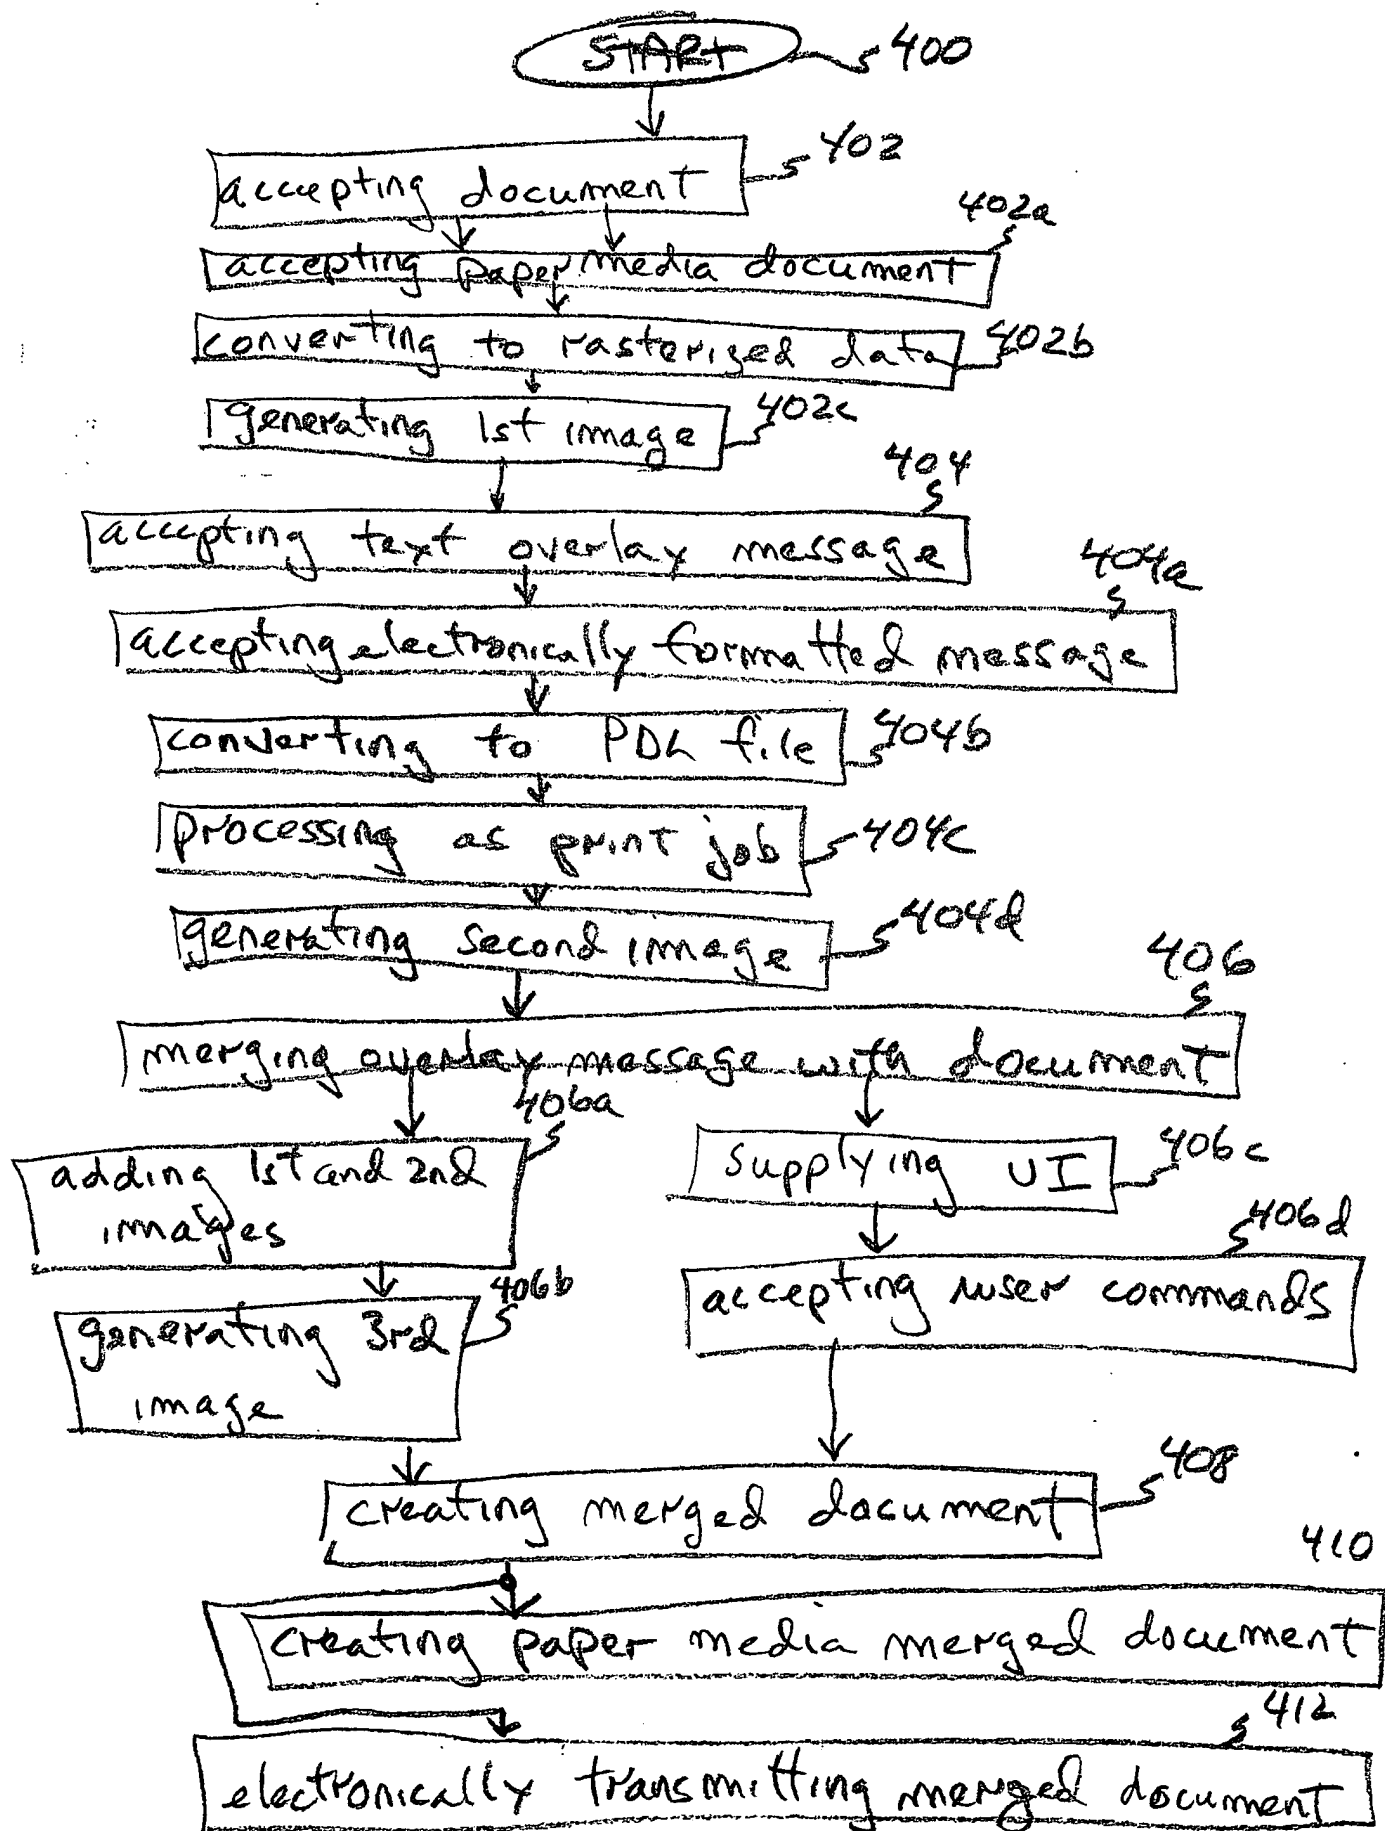 START 400
accepting document 402
402a
accepting paper media document
converting to rasterized data 402b
generating 1st image 402c
404
accepting text overlay message
404a
accepting electronically formatted message
converting to PDL file 404b
processing as print job 404c
generating second image 404d
406
merging overlay message with document
406a
adding 1st and 2nd
images
supplying UI 406c
406d
accepting user commands
406b
generating 3rd
image
408
creating merged document
410
creating paper media merged document
412
electronically transmitting merged document